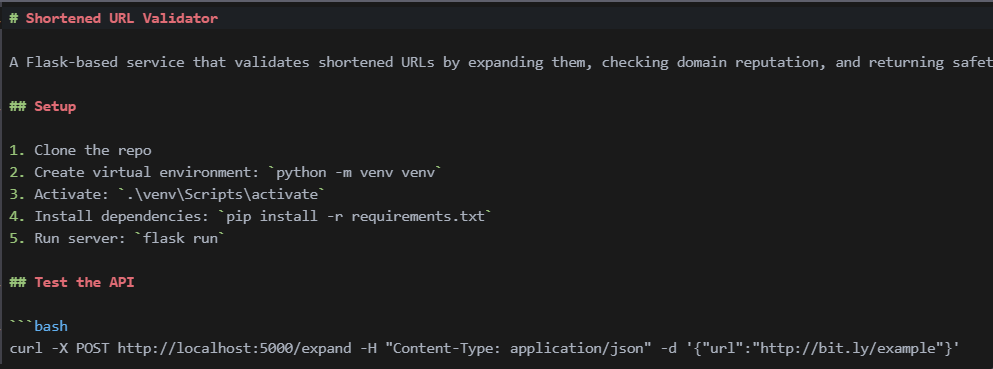 # Shortened URL Validator
A Flask-based service that validates shortened URLs by expanding them, checking domain reputation, and returning
## Setup
1. Clone the repo
2. Create virtual environment: `python -m venv venv`
3. Activate: `.\venv\Scripts\activate`
4. Install dependencies: `pip install -r requirements.txt`
5. Run server: `flask run`
## Test the API
```bash
curl -X POST http://localhost:5000/expand -H "Content-Type: application/json" -d '{"url":"http://bit.ly/example"}'